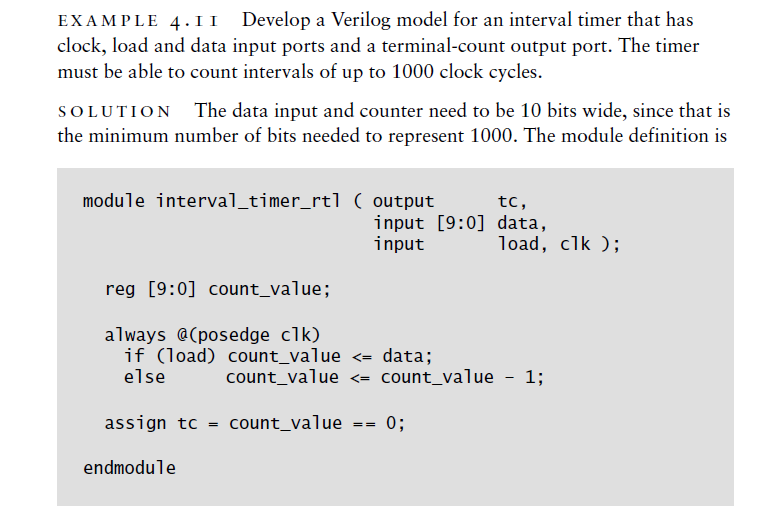 EXAMPLE 4.11 Develop a Verilog model for an interval timer that has
clock, load and data input ports and a terminal-count output port. The timer
must be able to count intervals of up to 1000 clock cycles.
SOLUTION The data input and counter need to be 10 bits wide, since that is
the minimum number of bits needed to represent 1000. The module definition is
module interval_timer_rtl ( output tc,
input [9:0] data,
input load, clk );
reg [9:0] count_value;
always @(posedge clk)
if (load) count_value <= data;
else count_value <= count_value - 1;
assign tc = count_value == 0;
endmodule